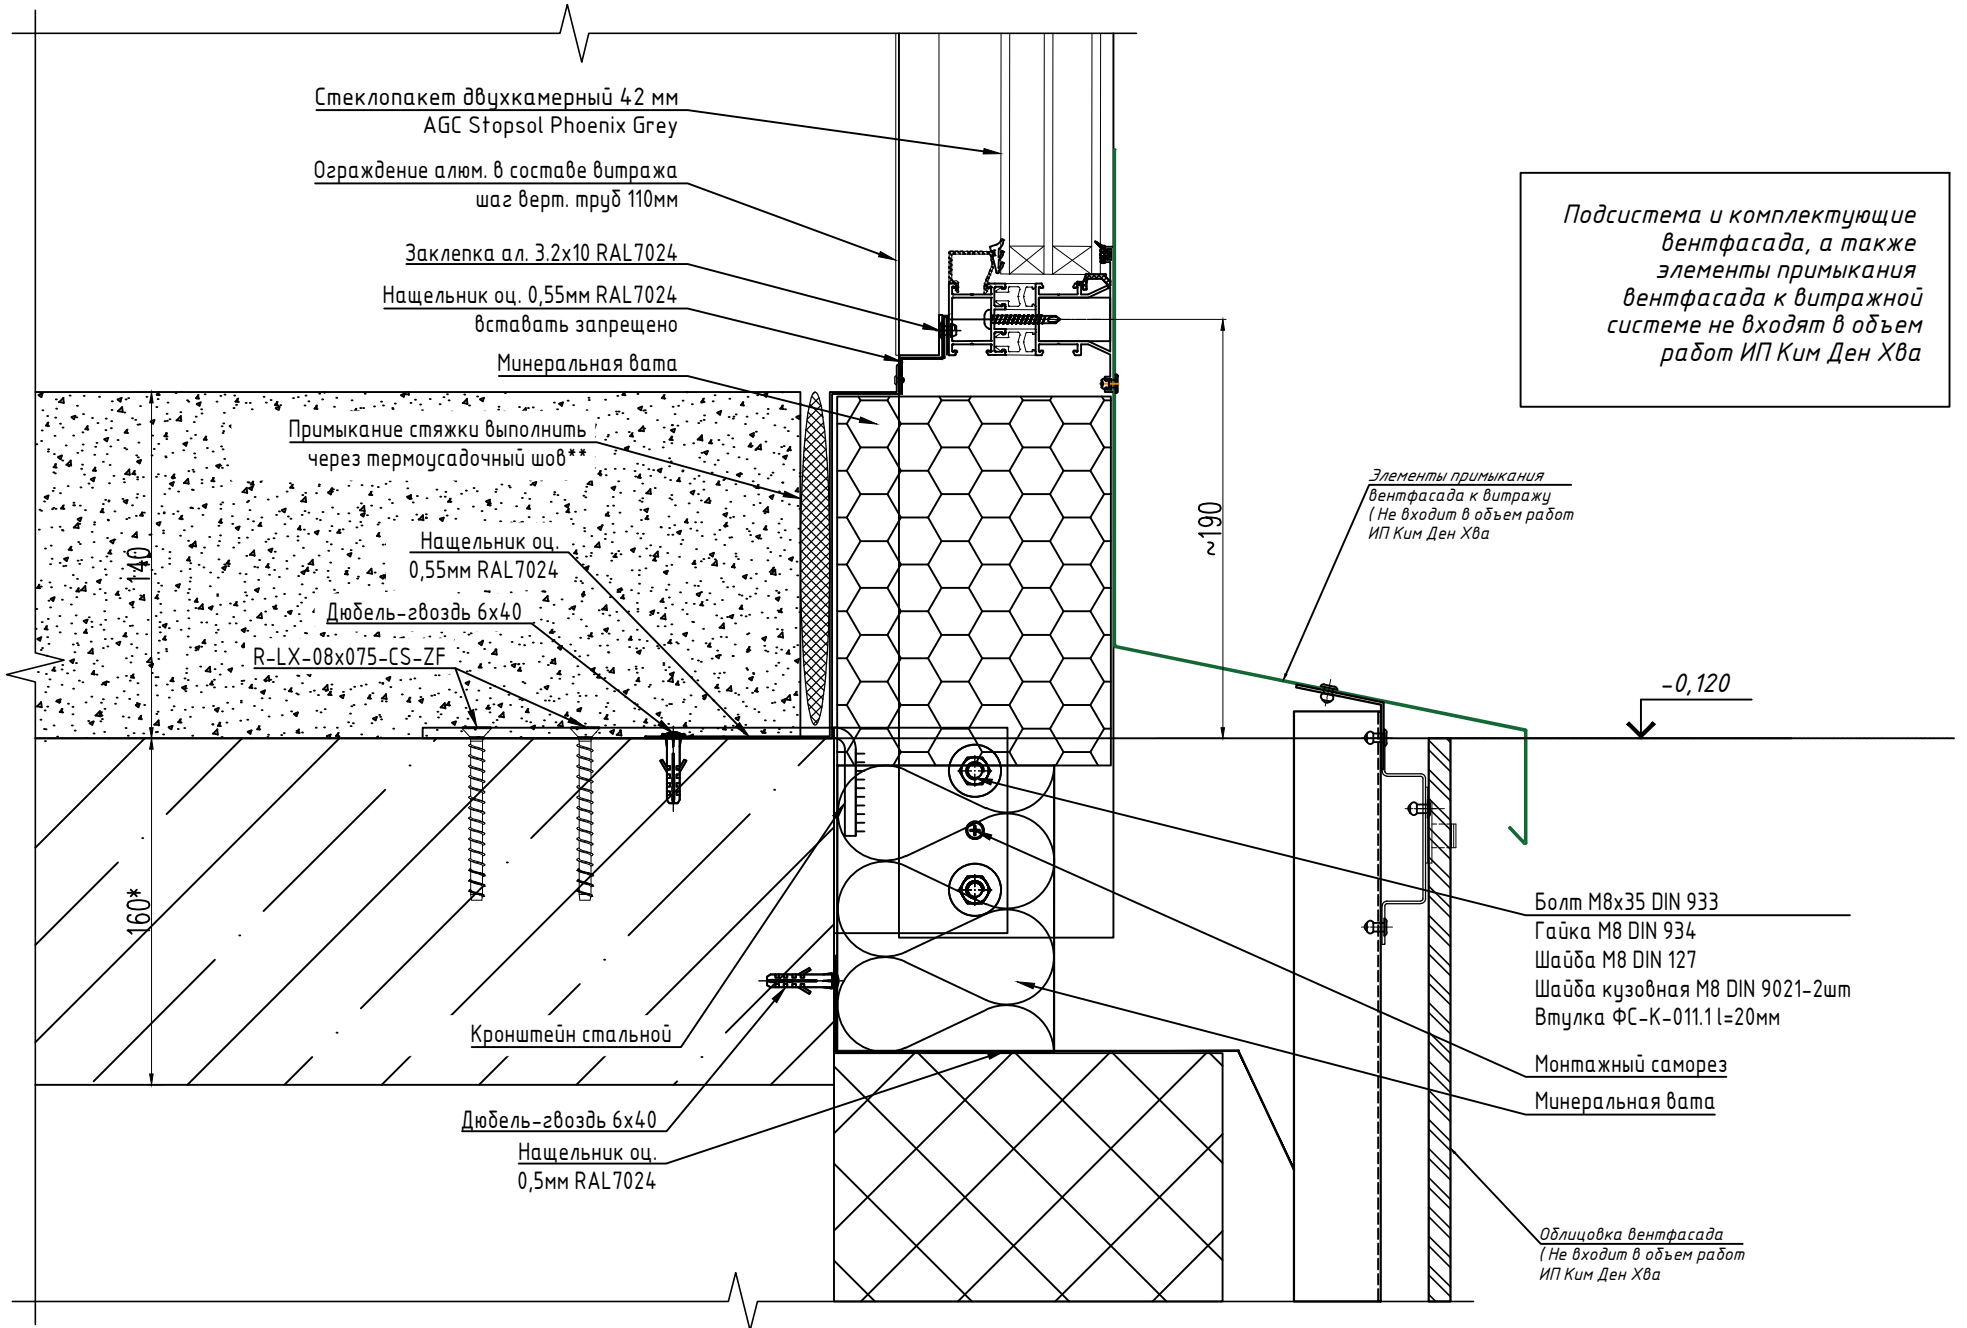 Стеклопакет двухкамерный 42 мм
AGC Stopsol Phoenix Grey
Ограждение алюм. в составе витража
шаг верт. труб 110мм
Заклепка ал. 3.2х10 RAL7024
Нащельник оц. 0,55мм RAL7024
вставать запрещено
Минеральная вата
Примыкание стяжки выполнить
через термоусадочный шов**
Нащельник оц.
0,55мм RAL7024
Дюбель-гвоздь 6х40
R-LX-08x075-CS-ZF
140
160*
Кронштейн стальной
Дюбель-гвоздь 6х40
Нащельник оц.
0,5мм RAL7024
Подсистема и комплектующие
вентфасада, а также
элементы примыкания
вентфасада к витражной
системе не входят в объем
работ ИП Ким Ден Хва
Элементы примыкания
вентфасада к витражу
( Не входит в объем работ
ИП Ким Ден Хва
~190
-0,120
Болт М8х35 DIN 933
Гайка М8 DIN 934
Шайба М8 DIN 127
Шайба кузовная М8 DIN 9021-2шт
Втулка ФС-К-011.1 l=20мм
Монтажный саморез
Минеральная вата
Облицовка вентфасада
( Не входит в объем работ
ИП Ким Ден Хва